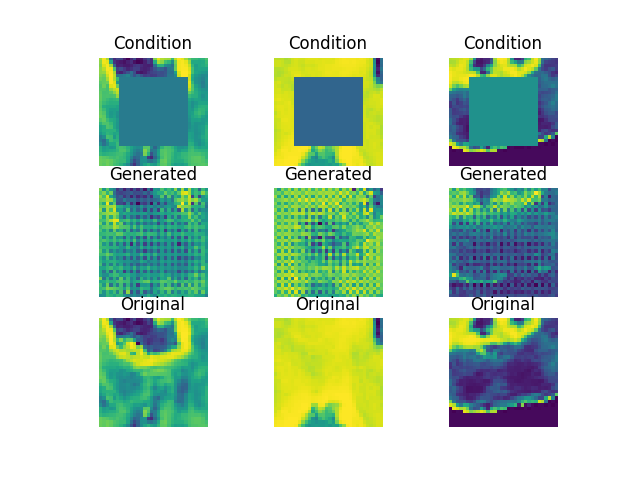 Condition Condition Condition
Generated Generated Generated
Original Original Original